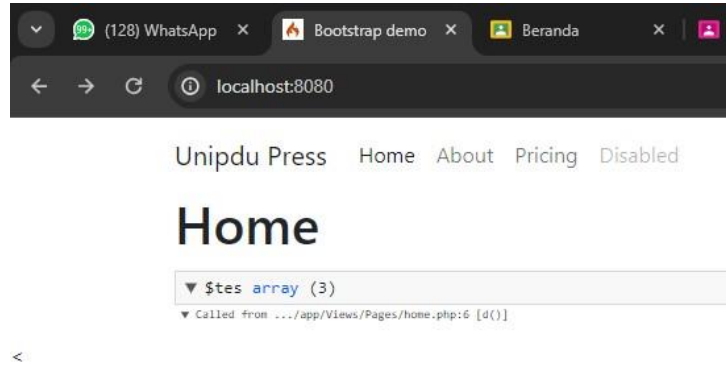 99+ (128) WhatsApp × Bootstrap demo × Beranda ×
localhost:8080
Unipdu Press Home About Pricing Disabled
Home
▼ $tes array (3)
▼ Called from .../app/Views/Pages/home.php:6 [d()]
<